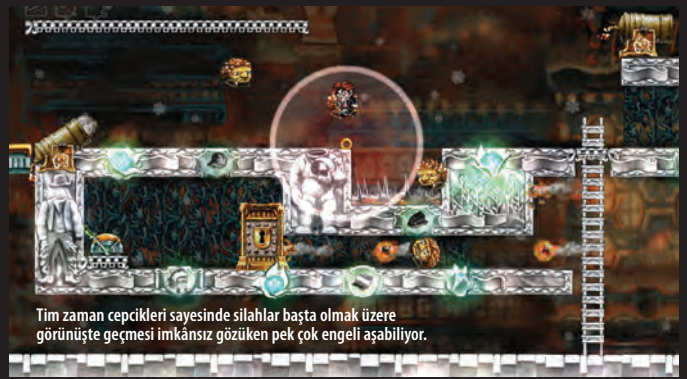 Tim zaman cepcikleri sayesinde silahlar başta olmak üzere
görünüşte geçmesi imkânsız gözüken pek çok engeli aşabiliyor.